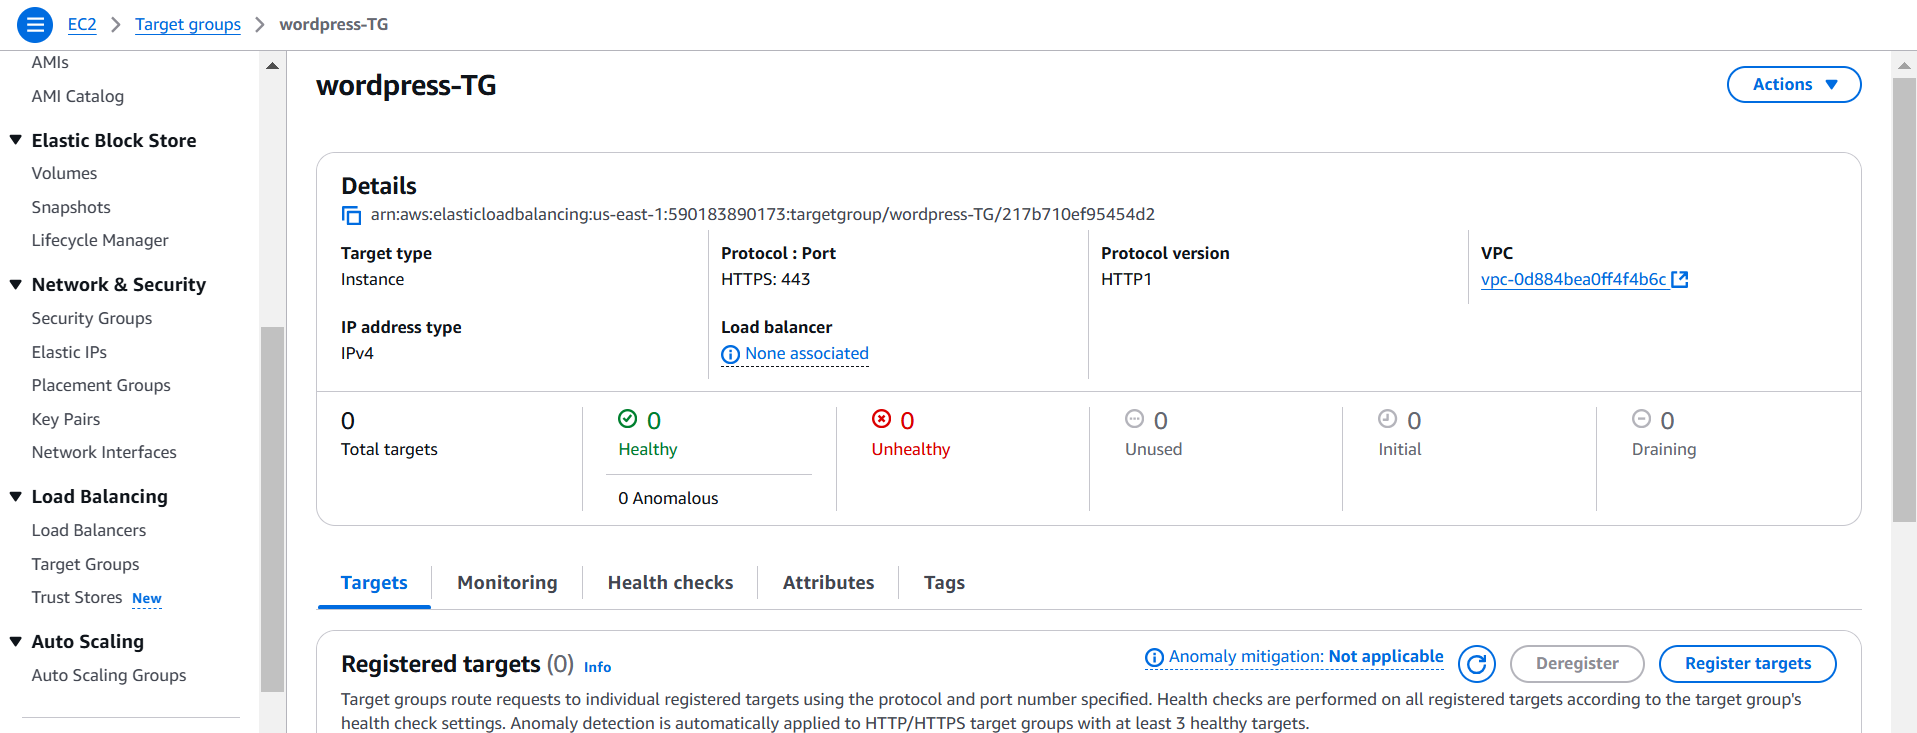 EC2 > Target groups > wordpress-TG
AMIs
AMI Catalog
Elastic Block Store
Volumes
Snapshots
Lifecycle Manager
Network & Security
Security Groups
Elastic IPs
Placement Groups
Key Pairs
Network Interfaces
Load Balancing
Load Balancers
Target Groups
Trust Stores New
Auto Scaling
Auto Scaling Groups
wordpress-TG
Actions
Details
arn:aws:elasticloadbalancing:us-east-1:590183890173:targetgroup/wordpress-TG/217b710ef95454d2
Target type
Instance
Protocol : Port
HTTPS: 443
Protocol version
HTTP1
VPC
vpc-0d884bea0ff4f4b6c
IP address type
IPv4
Load balancer
None associated
0
Total targets
0
Healthy
0 Anomalous
0
Unhealthy
0
Unused
0
Initial
0
Draining
Targets
Monitoring
Health checks
Attributes
Tags
Registered targets (0) Info
Anomaly mitigation: Not applicable
Deregister
Register targets
Target groups route requests to individual registered targets using the protocol and port number specified. Health checks are performed on all registered targets according to the target group's
health check settings. Anomaly detection is automatically applied to HTTP/HTTPS target groups with at least 3 healthy targets.